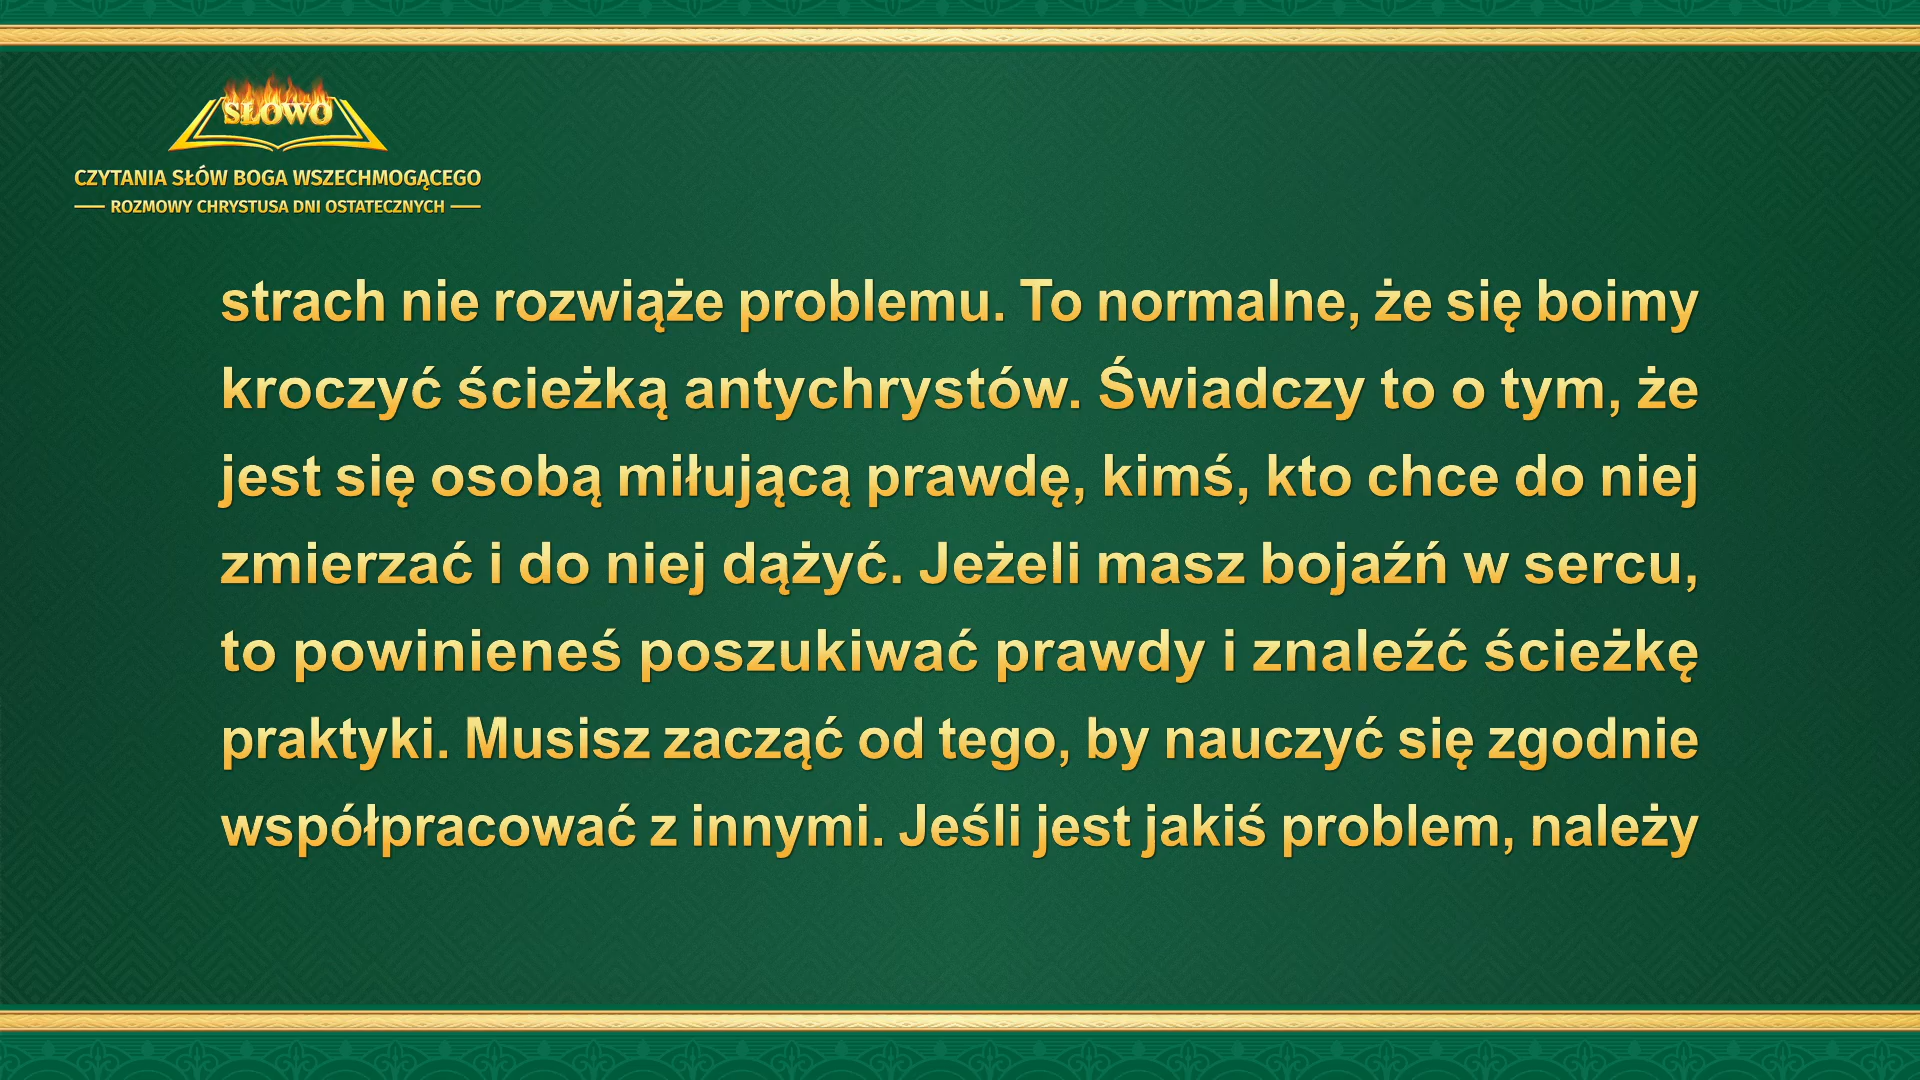 SŁOWO
CZYTANIA SŁÓW BOGA WSZECHMOGĄCEGO
ROZMOWY CHRYSTUSA DNI OSTATECZNYCH
strach nie rozwiąże problemu. To normalne, że się boimy
kroczyć ścieżką antychrystów. Świadczy to o tym, że
jest się osobą miłującą prawdę, kimś, kto chce do niej
zmierzać i do niej dążyć. Jeżeli masz bojaźń w sercu,
to powinieneś poszukiwać prawdy i znaleźć ścieżkę
praktyki. Musisz zacząć od tego, by nauczyć się zgodnie
współpracować z innymi. Jeśli jest jakiś problem, należy